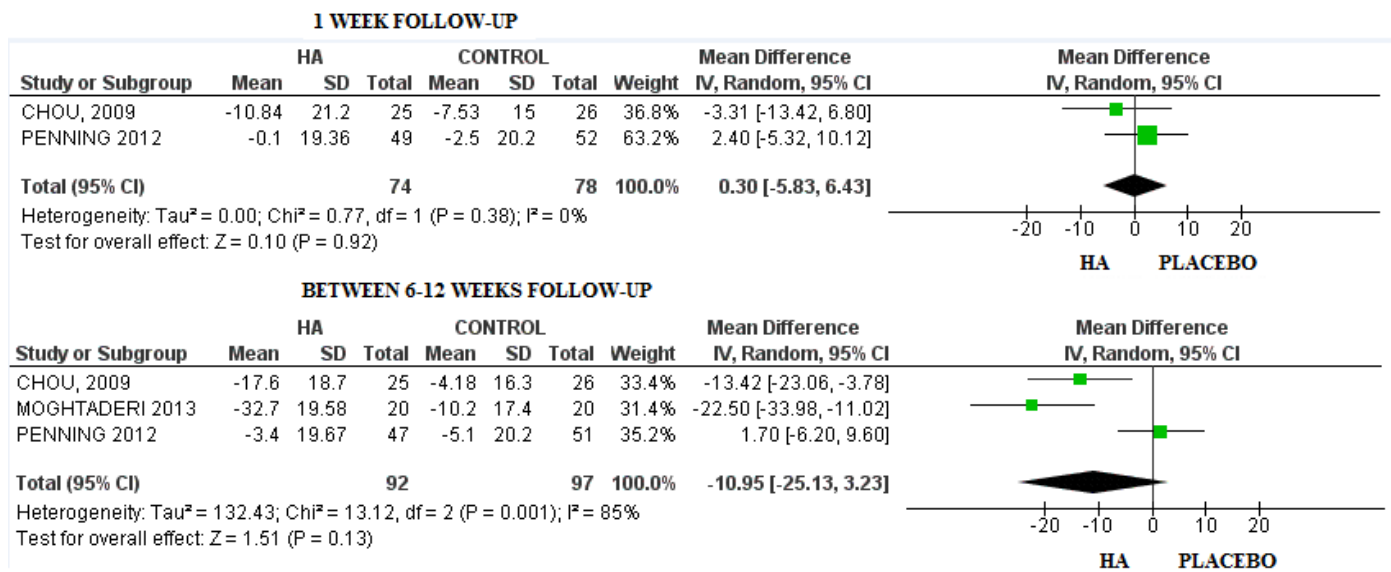 1 WEEK FOLLOW-UP
HA CONTROL Mean Difference Mean Difference
Study or Subgroup Mean SD Total Mean SD Total Weight IV, Random, 95% CI IV, Random, 95% CI
CHOU, 2009 -10.84 21.2 25 -7.53 15 26 36.8% -3.31 [-13.42, 6.80]
PENNING 2012 -0.1 19.36 49 -2.5 20.2 52 63.2% 2.40 [-5.32, 10.12]
Total (95% CI) 74 78 100.0% 0.30 [-5.83, 6.43]
Heterogeneity: Tau² = 0.00; Chi² = 0.77, df = 1 (P = 0.38); I² = 0%
Test for overall effect: Z = 0.10 (P = 0.92)
-20 -10 0 10 20
HA PLACEBO
BETWEEN 6-12 WEEKS FOLLOW-UP
HA CONTROL Mean Difference Mean Difference
Study or Subgroup Mean SD Total Mean SD Total Weight IV, Random, 95% CI IV, Random, 95% CI
CHOU, 2009 -17.6 18.7 25 -4.18 16.3 26 33.4% -13.42 [-23.06, -3.78]
MOGHTADERI 2013 -32.7 19.58 20 -10.2 17.4 20 31.4% -22.50 [-33.98, -11.02]
PENNING 2012 -3.4 19.67 47 -5.1 20.2 51 35.2% 1.70 [-6.20, 9.60]
Total (95% CI) 92 97 100.0% -10.95 [-25.13, 3.23]
Heterogeneity: Tau² = 132.43; Chi² = 13.12, df = 2 (P = 0.001); I² = 85%
Test for overall effect: Z = 1.51 (P = 0.13)
-20 -10 0 10 20
HA PLACEBO